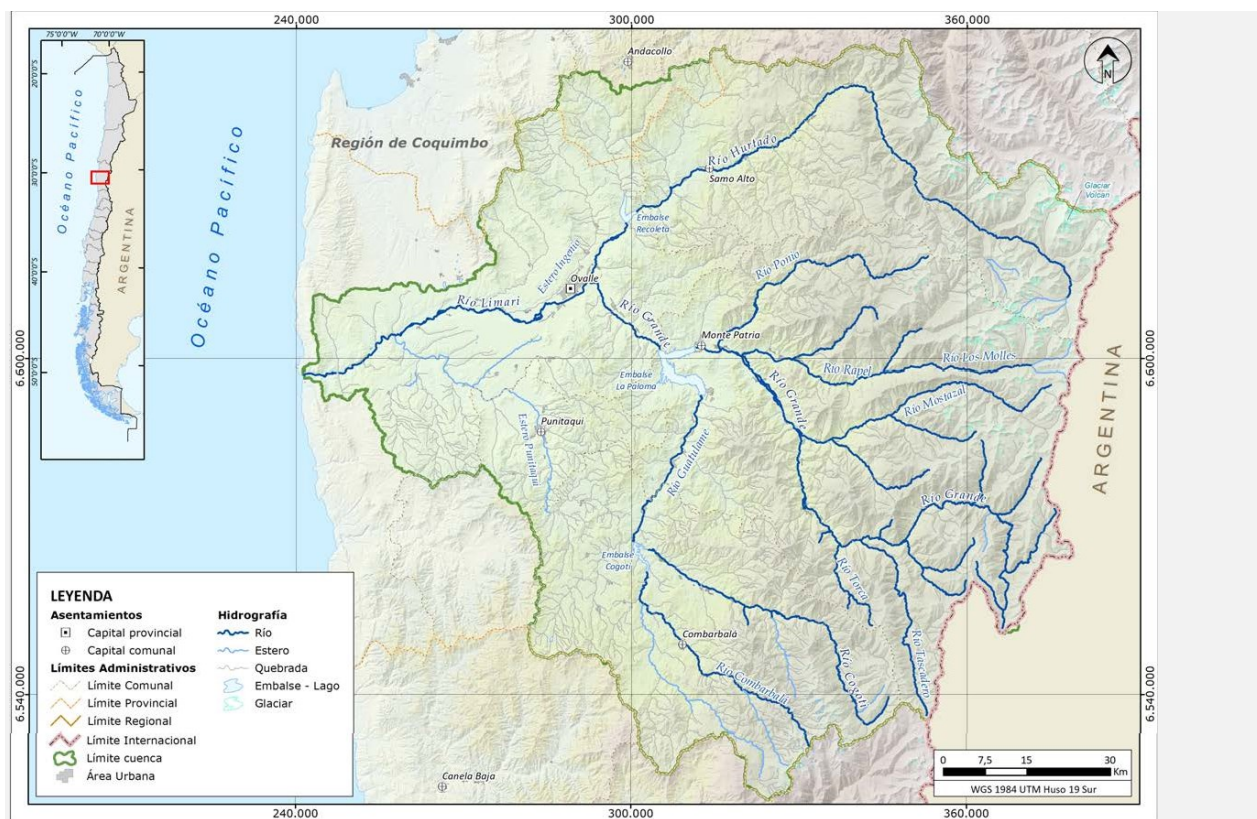 240.000
300.000
360.000
75°0'0"W
70°0'0"W
20°0'0"S
30°0'0"S
40°0'0"S
50°0'0"S
Océano Pacífico
ARGENTINA
Océano Pacífico
Región de Coquimbo
Andacollo
N
Río Hurtado
Samo Alto
Glaciar
Volcan
Embalse
Recoleta
Estero Ingenio
Ovalle
Río Ponio
Río Limari
Río Grande
Monte Patria
6.600.000
6.600.000
Embalse
La Paloma
Río Rapel
Río Los Molles
Río Mostazal
Río Grande
ARGENTINA
Punitaqui
Estero Punitaqui
Río Guatulame
Río Grande
Embalse
Cogotí
Río Torca
Río Tascadero
Combarbalá
Río Combarbalá
Río Cogotí
6.540.000
6.540.000
Canela Baja
LEYENDA
Asentamientos
Capital provincial
Capital comunal
Límites Administrativos
Límite Comunal
Límite Provincial
Límite Regional
Límite Internacional
Límite cuenca
Área Urbana
Hidrografía
Río
Estero
Quebrada
Embalse - Lago
Glaciar
0 7,5 15 30
Km
WGS 1984 UTM Huso 19 Sur
240.000
300.000
360.000